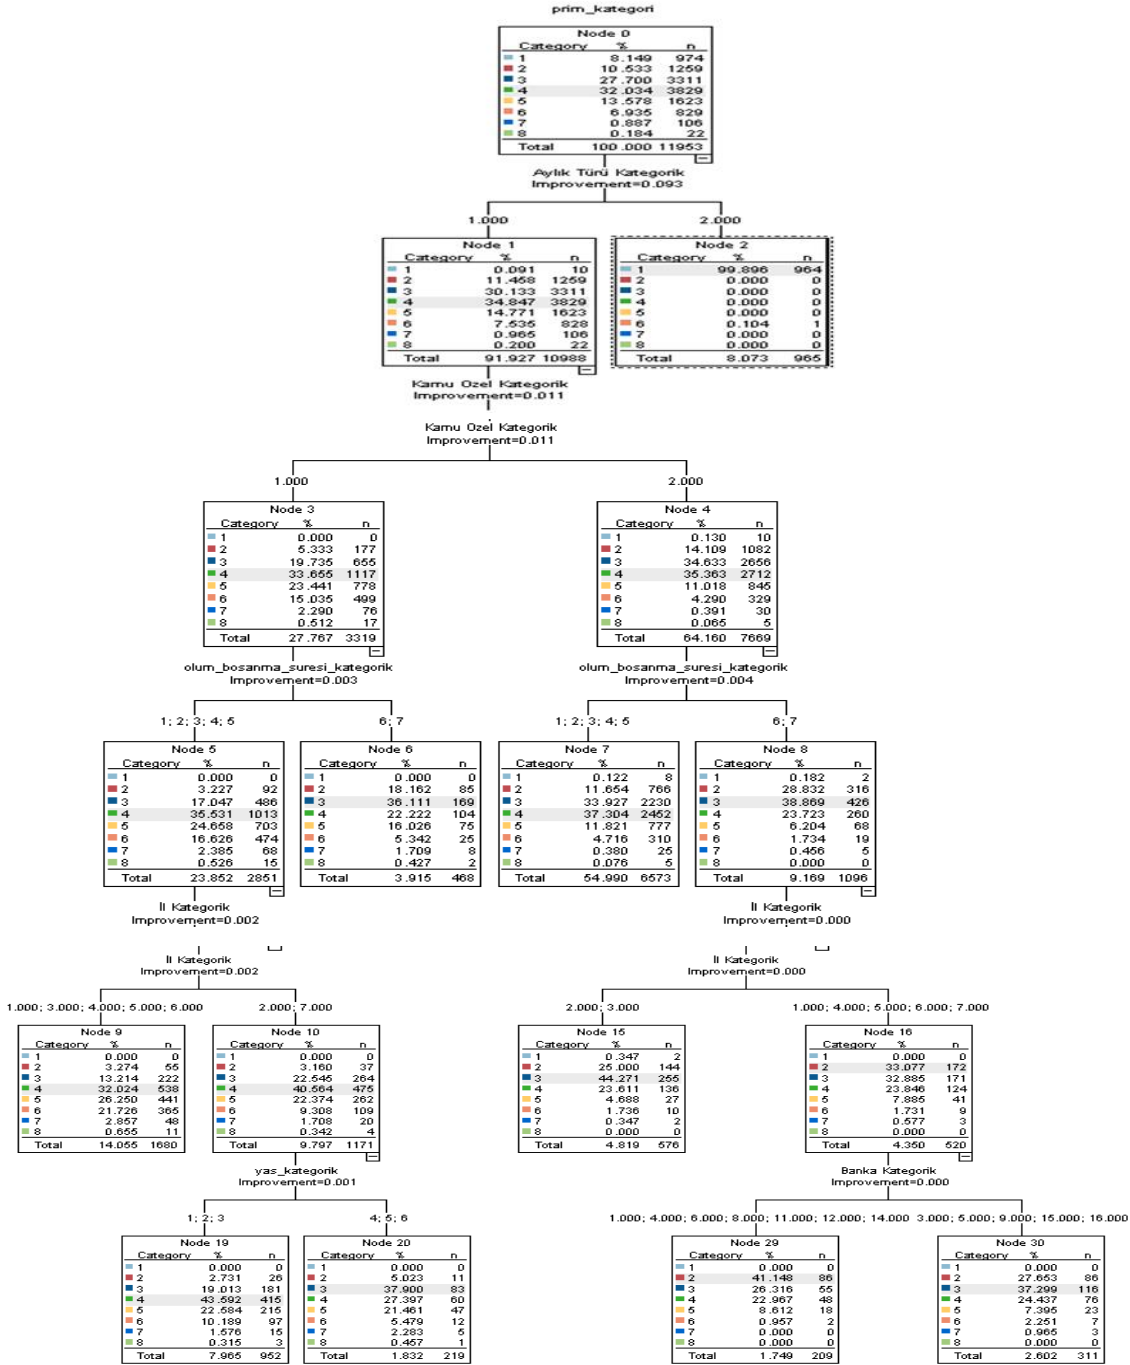 prim_kategori
Node 0
Category % n
1 8.149 974
2 10.533 1259
3 27.700 3311
4 32.034 3829
5 13.578 1623
6 6.935 829
7 0.887 106
8 0.184 22
Total 100.000 11953
Aylık Türü Kategorik
Improvement=0.093
1.000 2.000
Node 1
Category % n
1 0.091 10
2 11.458 1259
3 30.133 3311
4 34.847 3829
5 14.771 1623
6 7.535 828
7 0.965 106
8 0.200 22
Total 91.927 10988
Node 2
Category % n
1 99.896 964
2 0.000 0
3 0.000 0
4 0.000 0
5 0.000 0
6 0.104 1
7 0.000 0
8 0.000 0
Total 8.073 965
Kamu Ozel Kategorik
Improvement=0.011
Kamu Ozel Kategorik
Improvement=0.011
1.000 2.000
Node 3
Category % n
1 0.000 0
2 5.333 177
3 19.735 655
4 33.655 1117
5 23.441 778
6 15.035 499
7 2.290 76
8 0.512 17
Total 27.767 3319
Node 4
Category % n
1 0.130 10
2 14.109 1082
3 34.633 2656
4 35.363 2712
5 11.018 845
6 4.290 329
7 0.391 30
8 0.065 5
Total 64.160 7669
olum_bosanma_suresi_kategorik
Improvement=0.003
olum_bosanma_suresi_kategorik
Improvement=0.004
1; 2; 3; 4; 5 6; 7 1; 2; 3; 4; 5 6; 7
Node 5
Category % n
1 0.000 0
2 3.227 92
3 17.047 486
4 35.531 1013
5 24.658 703
6 16.626 474
7 2.385 68
8 0.526 15
Total 23.852 2851
Node 6
Category % n
1 0.000 0
2 18.162 85
3 36.111 169
4 22.222 104
5 16.026 75
6 5.342 25
7 1.709 8
8 0.427 2
Total 3.915 468
Node 7
Category % n
1 0.122 8
2 11.654 766
3 33.927 2230
4 37.304 2452
5 11.821 777
6 4.716 310
7 0.380 25
8 0.076 5
Total 54.990 6573
Node 8
Category % n
1 0.182 2
2 28.832 316
3 38.869 426
4 23.723 260
5 6.204 68
6 1.734 19
7 0.456 5
8 0.000 0
Total 9.169 1096
İl Kategorik
Improvement=0.002
İl Kategorik
Improvement=0.000
İl Kategorik
Improvement=0.002
İl Kategorik
Improvement=0.000
1.000; 3.000; 4.000; 5.000; 6.000 2.000; 7.000 2.000; 3.000 1.000; 4.000; 5.000; 6.000; 7.000
Node 9
Category % n
1 0.000 0
2 3.274 55
3 13.214 222
4 32.024 538
5 26.250 441
6 21.726 365
7 2.857 48
8 0.655 11
Total 14.055 1680
Node 10
Category % n
1 0.000 0
2 3.160 37
3 22.545 264
4 40.564 475
5 22.374 262
6 9.308 109
7 1.708 20
8 0.342 4
Total 9.797 1171
Node 15
Category % n
1 0.347 2
2 25.000 144
3 44.271 255
4 23.611 136
5 4.688 27
6 1.736 10
7 0.347 2
8 0.000 0
Total 4.819 576
Node 16
Category % n
1 0.000 0
2 33.077 172
3 32.885 171
4 23.846 124
5 7.885 41
6 1.731 9
7 0.577 3
8 0.000 0
Total 4.350 520
yas_kategorik
Improvement=0.001
Banka Kategorik
Improvement=0.000
1; 2; 3 4; 5; 6 1.000; 4.000; 6.000; 8.000; 11.000; 12.000; 14.000 3.000; 5.000; 9.000; 15.000; 16.000
Node 19
Category % n
1 0.000 0
2 2.731 26
3 19.013 181
4 43.592 415
5 22.584 215
6 10.189 97
7 1.576 15
8 0.315 3
Total 7.965 952
Node 20
Category % n
1 0.000 0
2 5.023 11
3 37.900 83
4 27.397 60
5 21.461 47
6 5.479 12
7 2.283 5
8 0.457 1
Total 1.832 219
Node 29
Category % n
1 0.000 0
2 41.148 86
3 26.316 55
4 22.967 48
5 8.612 18
6 0.957 2
7 0.000 0
8 0.000 0
Total 1.749 209
Node 30
Category % n
1 0.000 0
2 27.653 86
3 37.299 116
4 24.437 76
5 7.395 23
6 2.251 7
7 0.965 3
8 0.000 0
Total 2.602 311